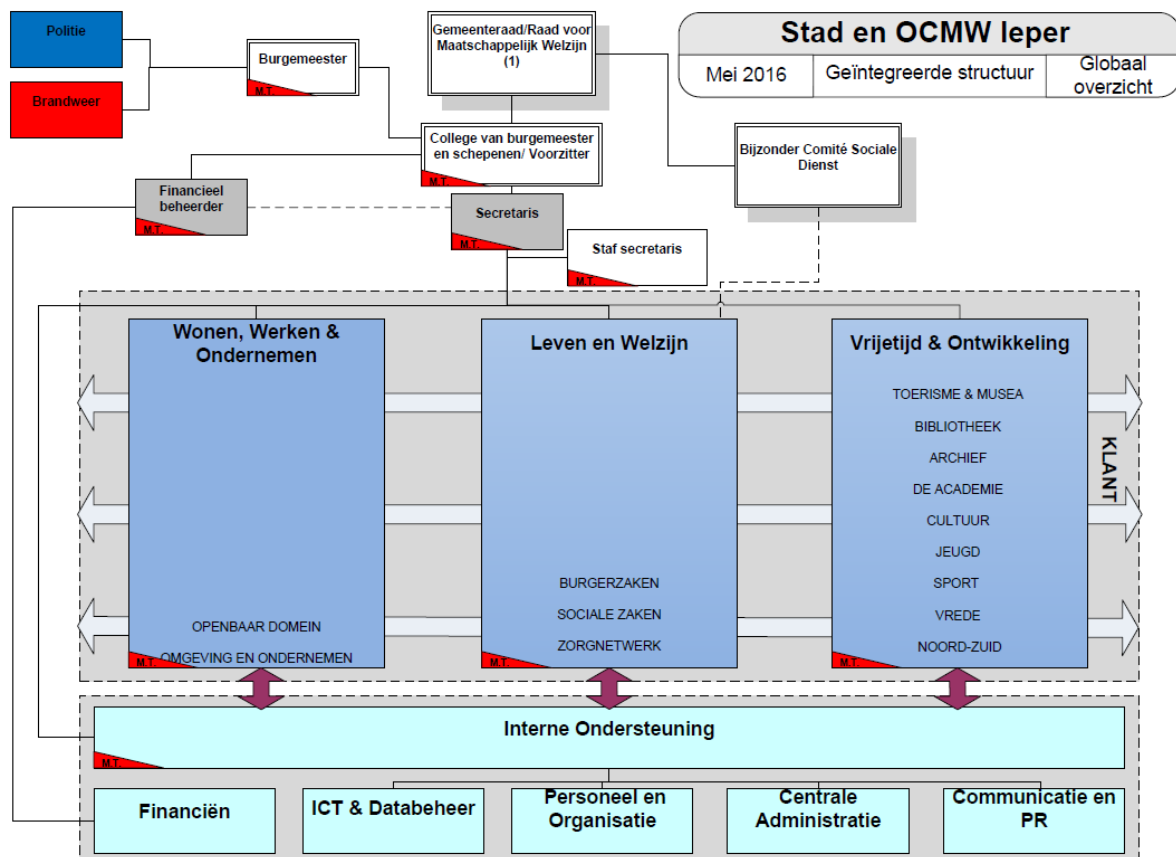 Politie
Brandweer
Burgemeester
M.T.
Gemeenteraad/Raad voor
Maatschappelijk Welzijn
(1)
Stad en OCMW Ieper
Mei 2016
Geïntegreerde structuur
Globaal
overzicht
College van burgemeester
en schepenen/ Voorzitter
M.T.
Bijzonder Comité Sociale
Dienst
Financieel
beheerder
M.T.
Secretaris
M.T.
Staf secretaris
M.T.
Wonen, Werken &
Ondernemen
OPENBAAR DOMEIN
OMGEVING EN ONDERNEMEN
M.T.
Leven en Welzijn
BURGERZAKEN
SOCIALE ZAKEN
ZORGNETWERK
M.T.
Vrijetijd & Ontwikkeling
TOERISME & MUSEA
BIBLIOTHEEK
ARCHIEF
DE ACADEMIE
CULTUUR
JEUGD
SPORT
VREDE
NOORD-ZUID
M.T.
KLANT
Interne Ondersteuning
M.T.
Financiën
ICT & Databeheer
Personeel en
Organisatie
Centrale
Administratie
Communicatie en
PR